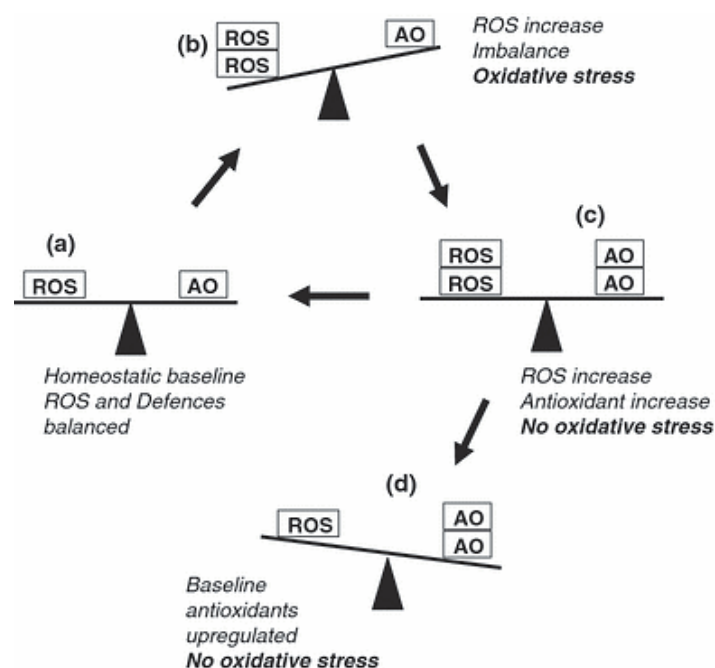 (b)
ROS
ROS
AO
ROS increase
Imbalance
Oxidative stress
(a)
ROS
AO
Homeostatic baseline
ROS and Defences
balanced
(c)
ROS
ROS
AO
AO
ROS increase
Antioxidant increase
No oxidative stress
(d)
ROS
AO
AO
Baseline
antioxidants
upregulated
No oxidative stress